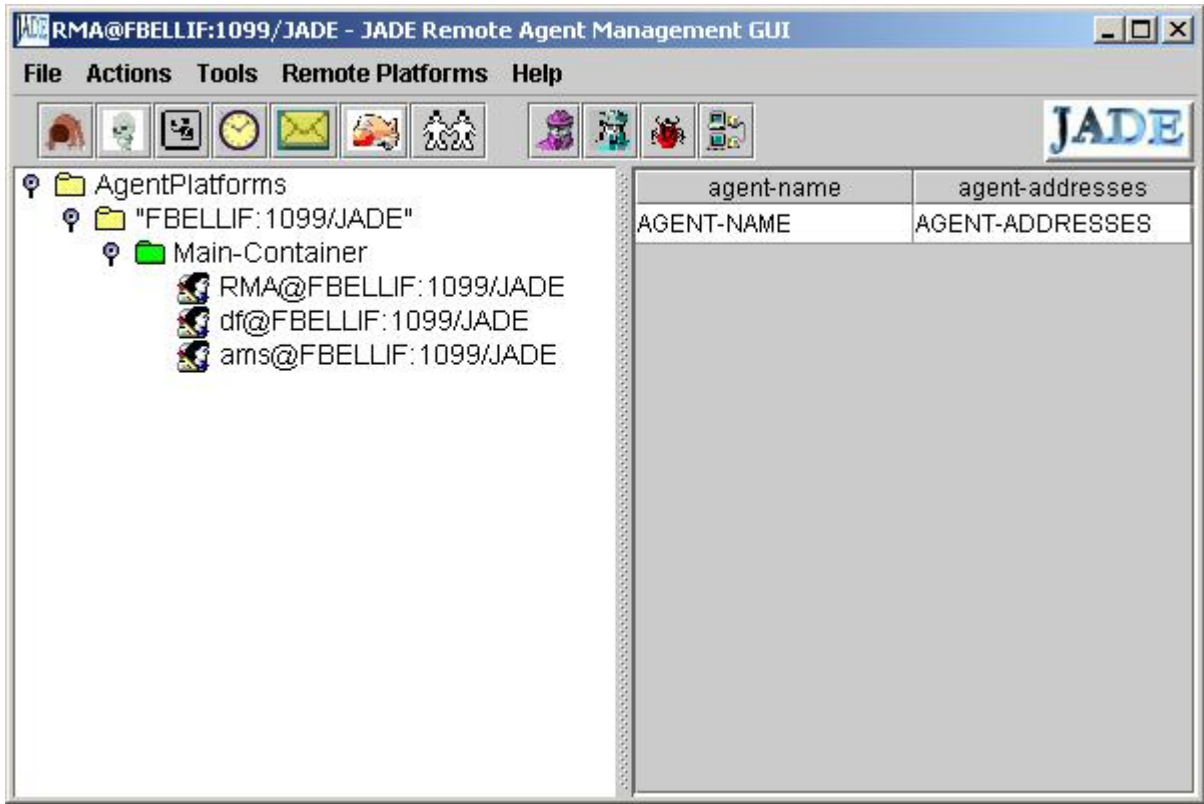 RMA@FBELLIF:1099/JADE - JADE Remote Agent Management GUI
File Actions Tools Remote Platforms Help
JADE
AgentPlatforms
"FBELLIF:1099/JADE"
Main-Container
RMA@FBELLIF:1099/JADE
df@FBELLIF:1099/JADE
ams@FBELLIF:1099/JADE
agent-name agent-addresses
AGENT-NAME AGENT-ADDRESSES